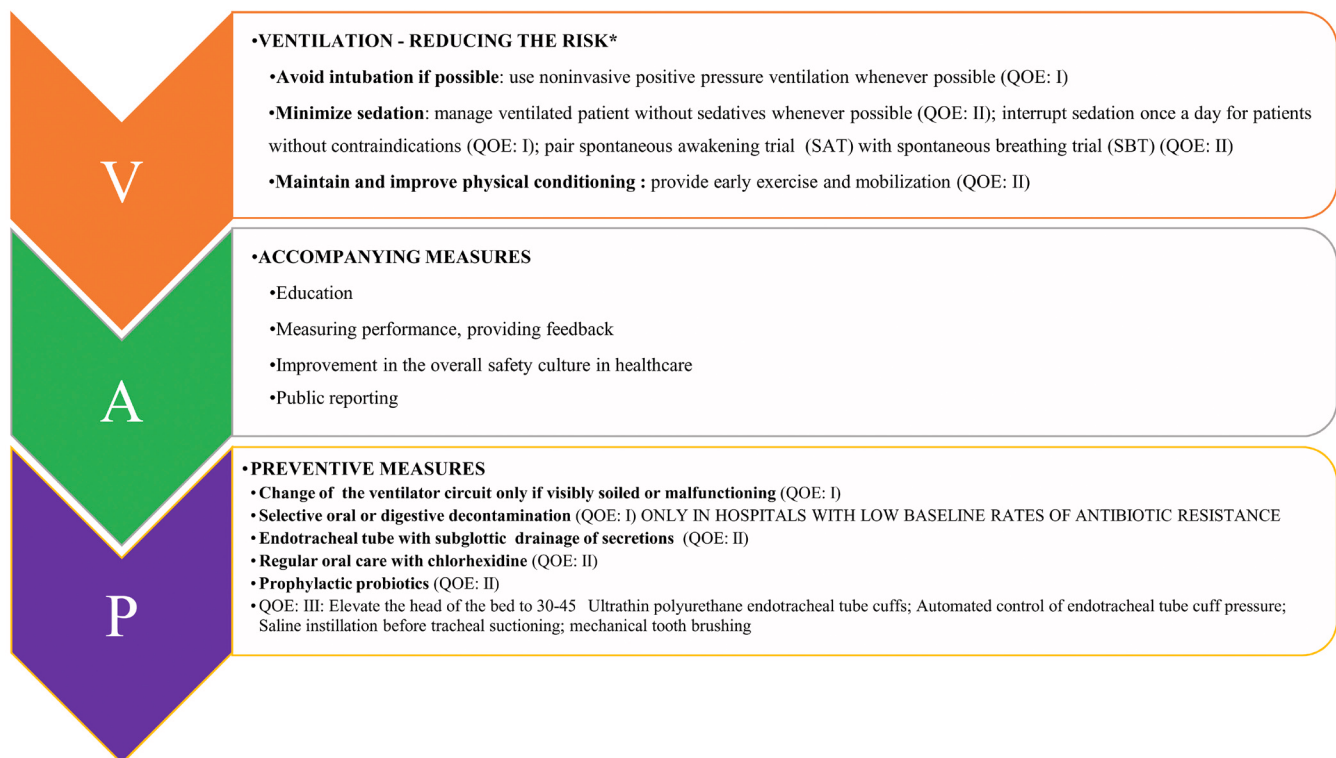 V
•VENTILATION - REDUCING THE RISK*
•Avoid intubation if possible: use noninvasive positive pressure ventilation whenever possible (QOE: I)
•Minimize sedation: manage ventilated patient without sedatives whenever possible (QOE: II); interrupt sedation once a day for patients
without contraindications (QOE: I); pair spontaneous awakening trial (SAT) with spontaneous breathing trial (SBT) (QOE: II)
•Maintain and improve physical conditioning : provide early exercise and mobilization (QOE: II)
A
•ACCOMPANYING MEASURES
•Education
•Measuring performance, providing feedback
•Improvement in the overall safety culture in healthcare
•Public reporting
P
•PREVENTIVE MEASURES
•Change of the ventilator circuit only if visibly soiled or malfunctioning (QOE: I)
•Selective oral or digestive decontamination (QOE: I) ONLY IN HOSPITALS WITH LOW BASELINE RATES OF ANTIBIOTIC RESISTANCE
•Endotracheal tube with subglottic drainage of secretions (QOE: II)
•Regular oral care with chlorhexidine (QOE: II)
•Prophylactic probiotics (QOE: II)
•QOE: III: Elevate the head of the bed to 30-45 Ultrathin polyurethane endotracheal tube cuffs; Automated control of endotracheal tube cuff pressure;
Saline instillation before tracheal suctioning; mechanical tooth brushing